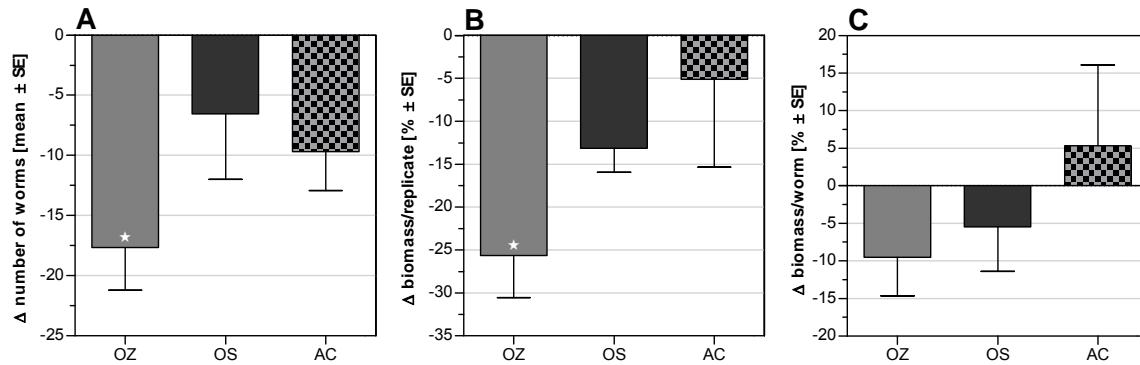 A
Δ number of worms [mean ± SE]
0
-5
-10
-15
-20
-25
OZ OS AC
B
Δ biomass/replicate [% ± SE]
0
-5
-10
-15
-20
-25
-30
-35
OZ OS AC
C
Δ biomass/worm [% ± SE]
20
15
10
5
0
-5
-10
-15
-20
OZ OS AC